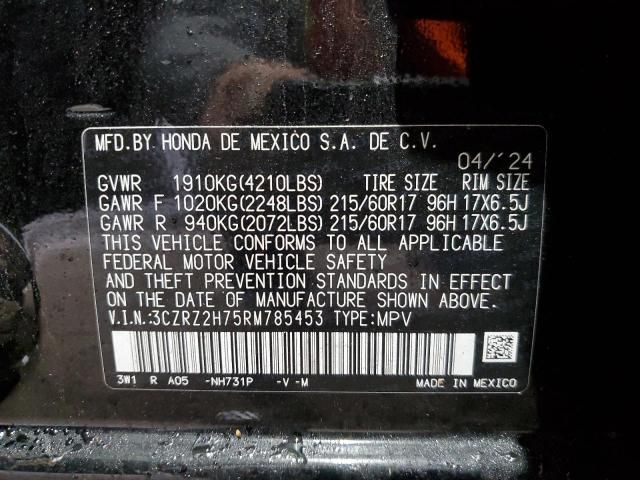 MFD.BY HONDA DE MEXICO S.A. DE C.V.
04/´24
GVWR 1910KG(4210LBS) TIRE SIZE RIM SIZE
GAWR F 1020KG(2248LBS) 215/60R17 96H 17X6.5J
GAWR R 940KG(2072LBS) 215/60R17 96H 17X6.5J
THIS VEHICLE CONFORMS TO ALL APPLICABLE
FEDERAL MOTOR VEHICLE SAFETY
AND THEFT PREVENTION STANDARDS IN EFFECT
ON THE DATE OF MANUFACTURE SHOWN ABOVE.
V.I.N.:3CZRZ2H75RM785453 TYPE:MPV
3W1 R A05 -NH731P -V -M MADE IN MEXICO